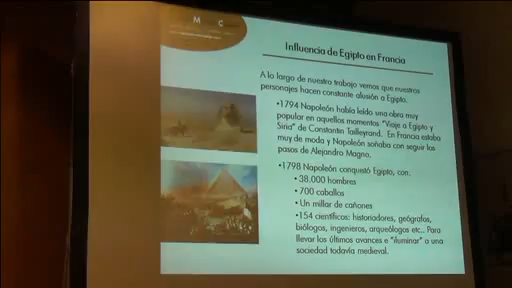 M C
Influencia de Egipto en Francia
A lo largo de nuestro trabajo vemos que nuestros
personajes hacen constante alusión a Egipto.
•1794 Napoleón había leído una obra muy
popular en aquellos momentos "Viaje a Egipto y
Siria" de Constantin Tailleyrand. En Francia estaba
muy de moda y Napoleón soñaba con seguir los
pasos de Alejandro Magno.
•1798 Napoleón conquistó Egipto, con:
•38.000 hombres
•700 caballos
•Un millar de cañones
•154 científicos: historiadores, geógrafos,
biólogos, ingenieros, arqueólogos etc.. Para
llevar los últimos avances e "iluminar" a una
sociedad todavía medieval.